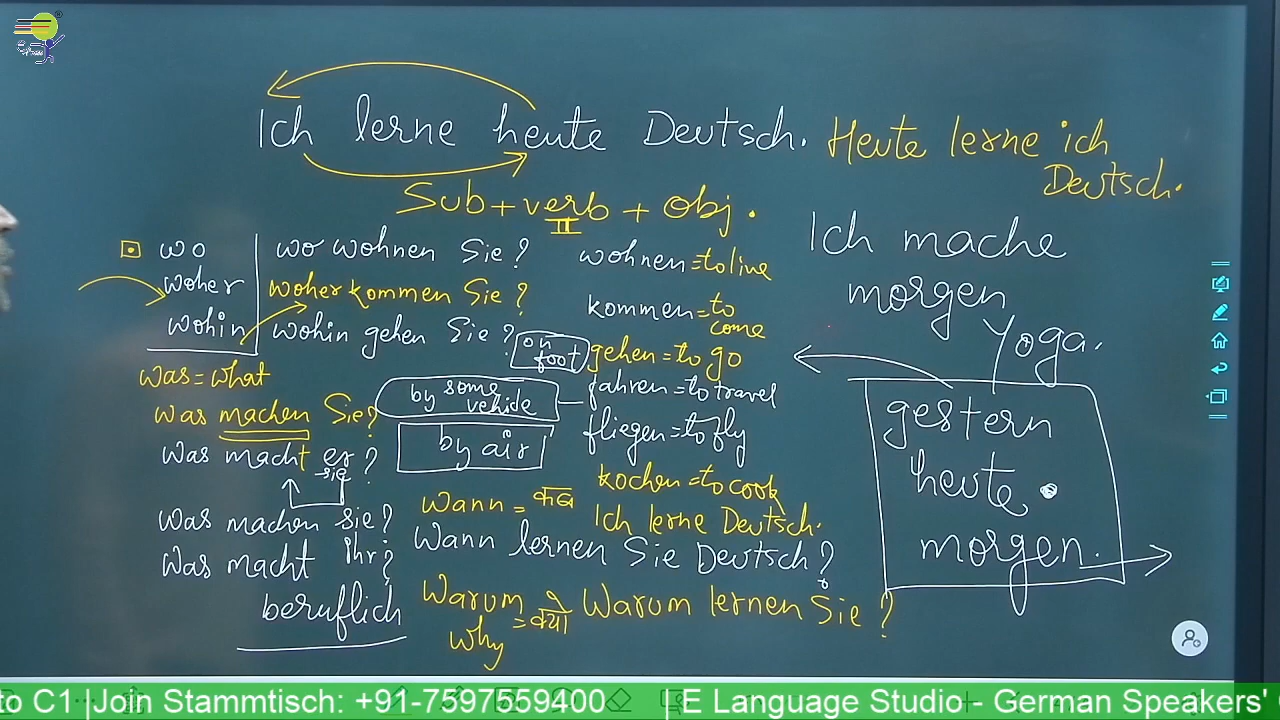 Ich lerne heute Deutsch. Heute lerne ich
Deutsch.
Sub + verb + Obj.
II
Ich mache
morgen
Yoga.
wo
woher
wohin
wo wohnen Sie?
woher kommen Sie?
wohin gehen Sie?
wohnen = to live
kommen = to
come
on
foot
gehen = to go
by some
vehicle
fahren = to travel
by air
fliegen = to fly
kochen = to cook
was = what
was machen Sie?
was macht er?
sie
was machen sie?
was macht ihr?
beruflich
wann = कब
Ich lerne Deutsch.
Wann lernen Sie Deutsch?
Warum = क्यों
why
Warum lernen Sie?
gestern
heute
morgen.
to C1 |Join Stammtisch: +91-7597559400 | E Language Studio - German Speakers'